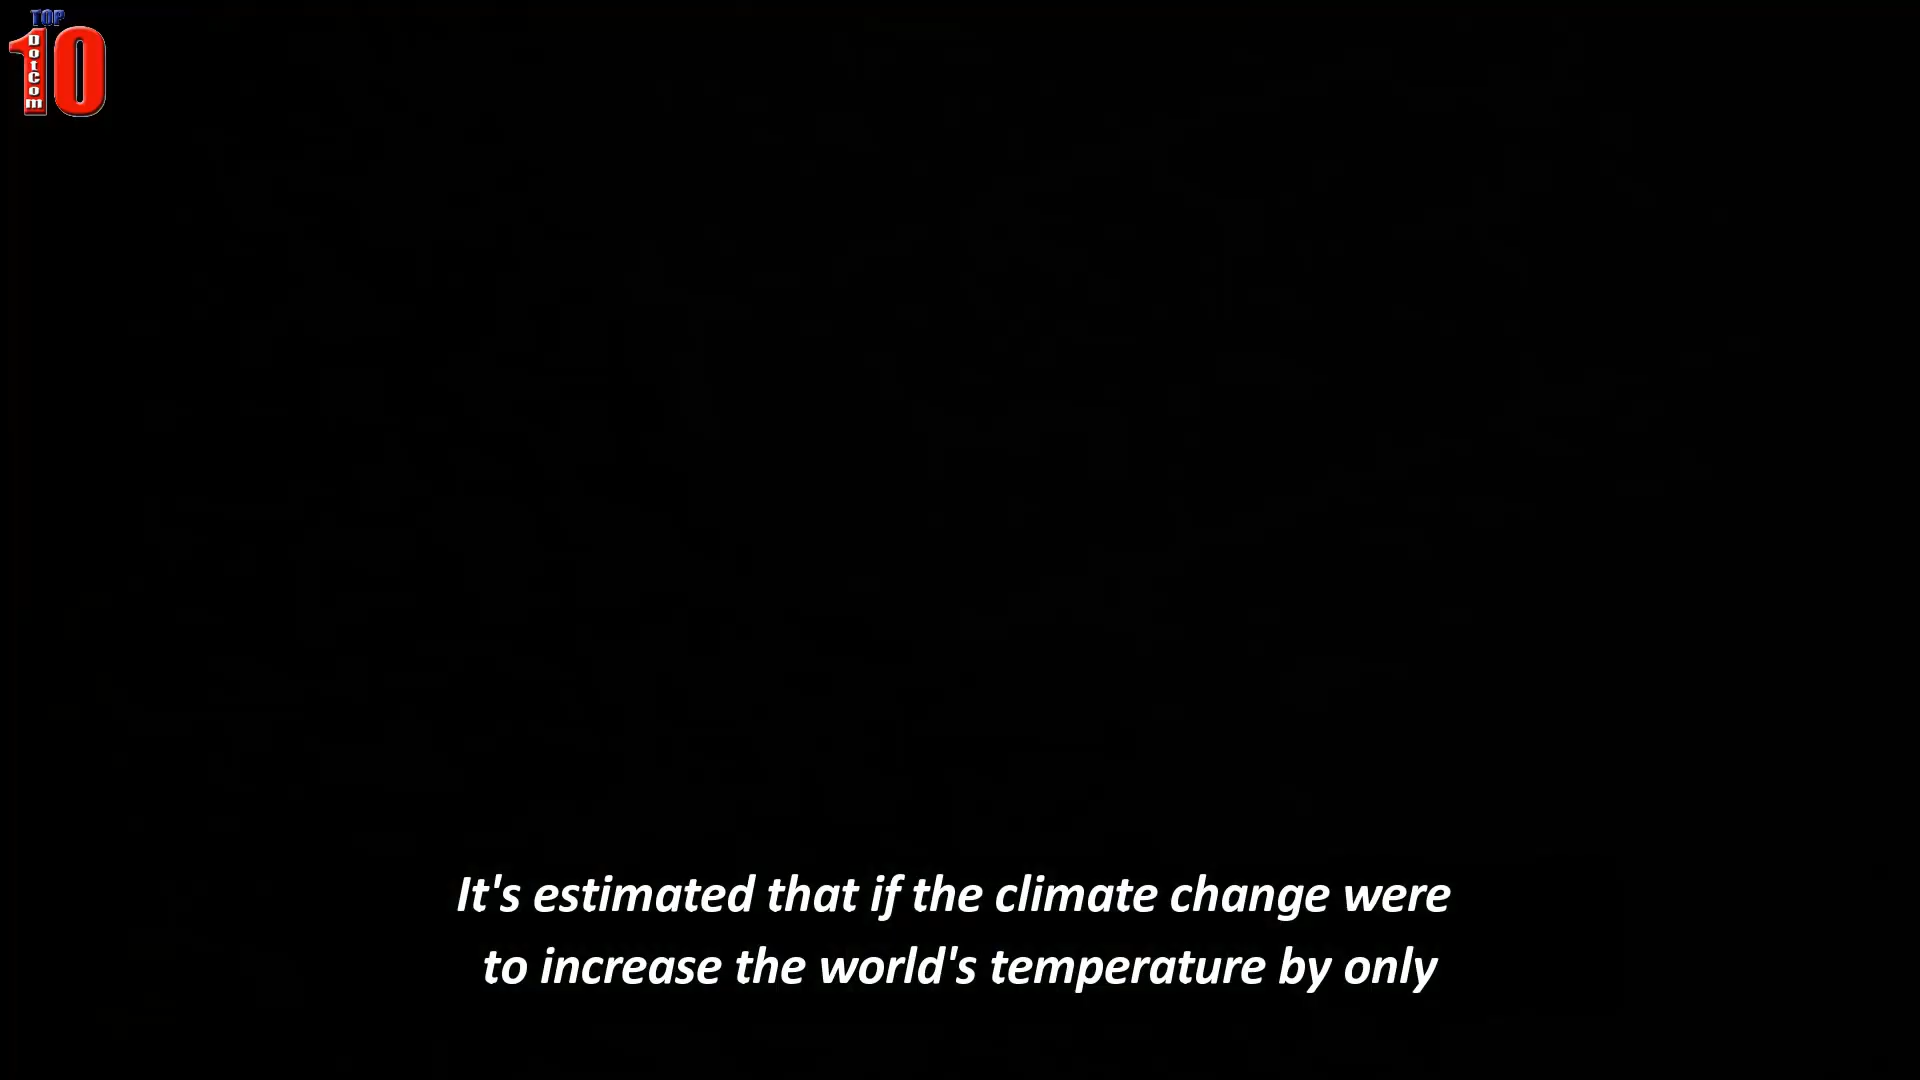 TOP
10
DotCom
It's estimated that if the climate change were
to increase the world's temperature by only